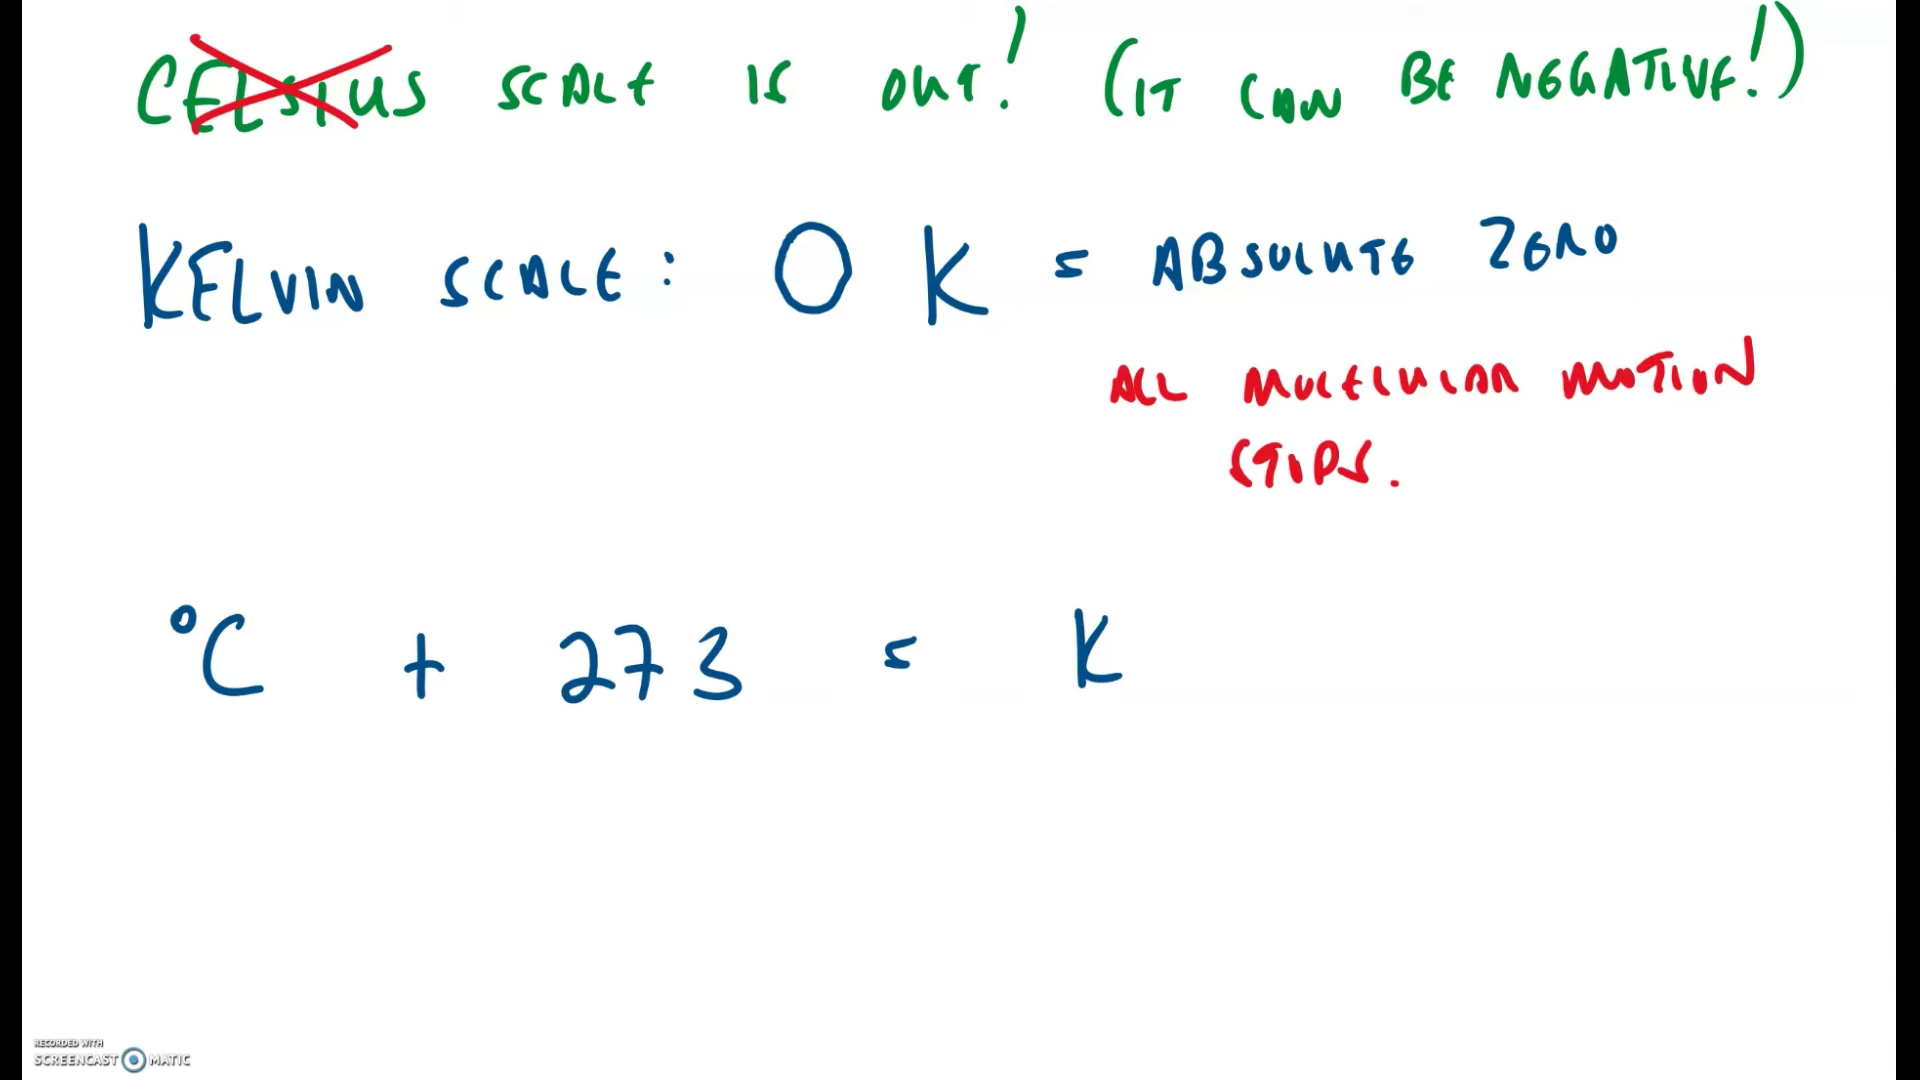 CELSIUS SCALE IS OUT! (IT CAN BE NEGATIVE!)
KELVIN SCALE: 0 K = ABSOLUTE ZERO
ALL MOLECULAR MOTION
STOPS.
°C + 273 = K
RECORDED WITH
SCREENCAST MATIC